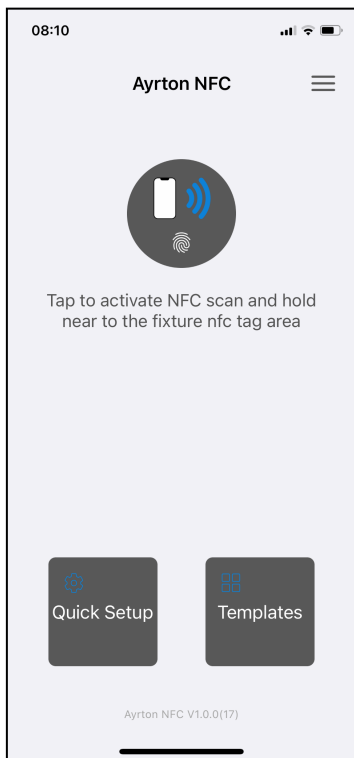 08:10
Ayrton NFC
Tap to activate NFC scan and hold
near to the fixture nfc tag area
Quick Setup
Templates
Ayrton NFC V1.0.0(17)